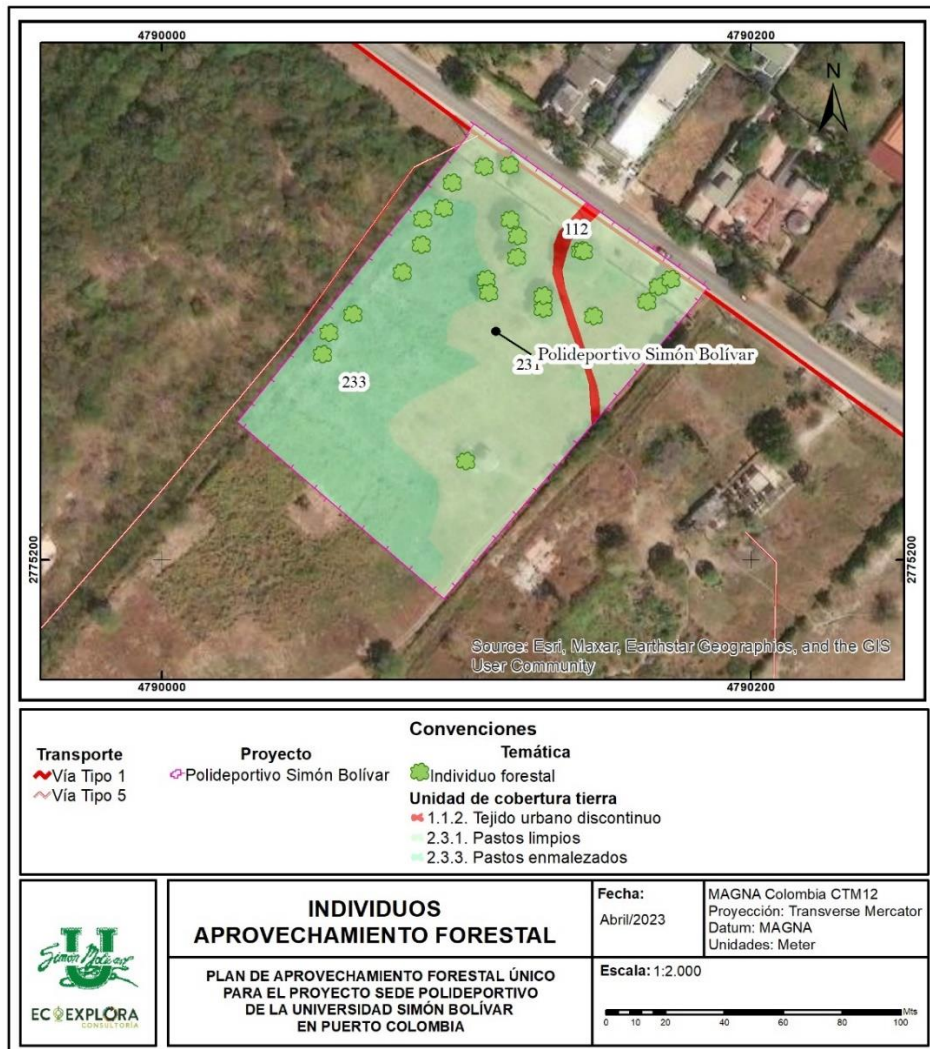 4790000
4790200
N
112
Polideportivo Simón Bolívar
231
233
2775200
2775200
Source: Esri, Maxar, Earthstar Geographics, and the GIS
User Community
4790000
4790200
Convenciones
Transporte
Vía Tipo 1
Vía Tipo 5
Proyecto
Polideportivo Simón Bolívar
Temática
Individuo forestal
Unidad de cobertura tierra
1.1.2. Tejido urbano discontinuo
2.3.1. Pastos limpios
2.3.3. Pastos enmalezados
U
Simón Bolívar
ECOEXPLORA
CONSULTORÍA
INDIVIDUOS
APROVECHAMIENTO FORESTAL
PLAN DE APROVECHAMIENTO FORESTAL ÚNICO
PARA EL PROYECTO SEDE POLIDEPORTIVO
DE LA UNIVERSIDAD SIMÓN BOLÍVAR
EN PUERTO COLOMBIA
Fecha:
Abril/2023
MAGNA Colombia CTM12
Proyección: Transverse Mercator
Datum: MAGNA
Unidades: Meter
Escala: 1:2.000
Mts
0 10 20 40 60 80 100